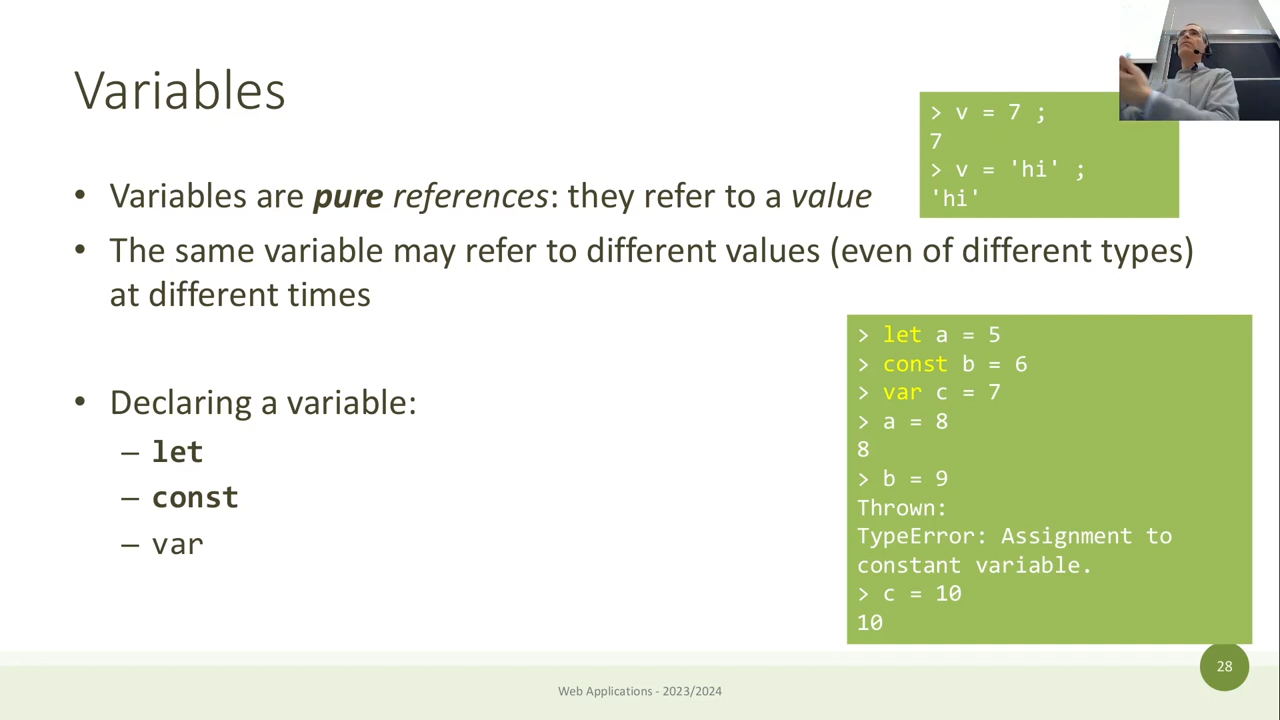 Variables
> v = 7 ;
7
> v = 'hi' ;
'hi'
• Variables are pure references: they refer to a value
• The same variable may refer to different values (even of different types)
at different times
• Declaring a variable:
– let
– const
– var
> let a = 5
> const b = 6
> var c = 7
> a = 8
8
> b = 9
Thrown:
TypeError: Assignment to
constant variable.
> c = 10
10
28
Web Applications - 2023/2024